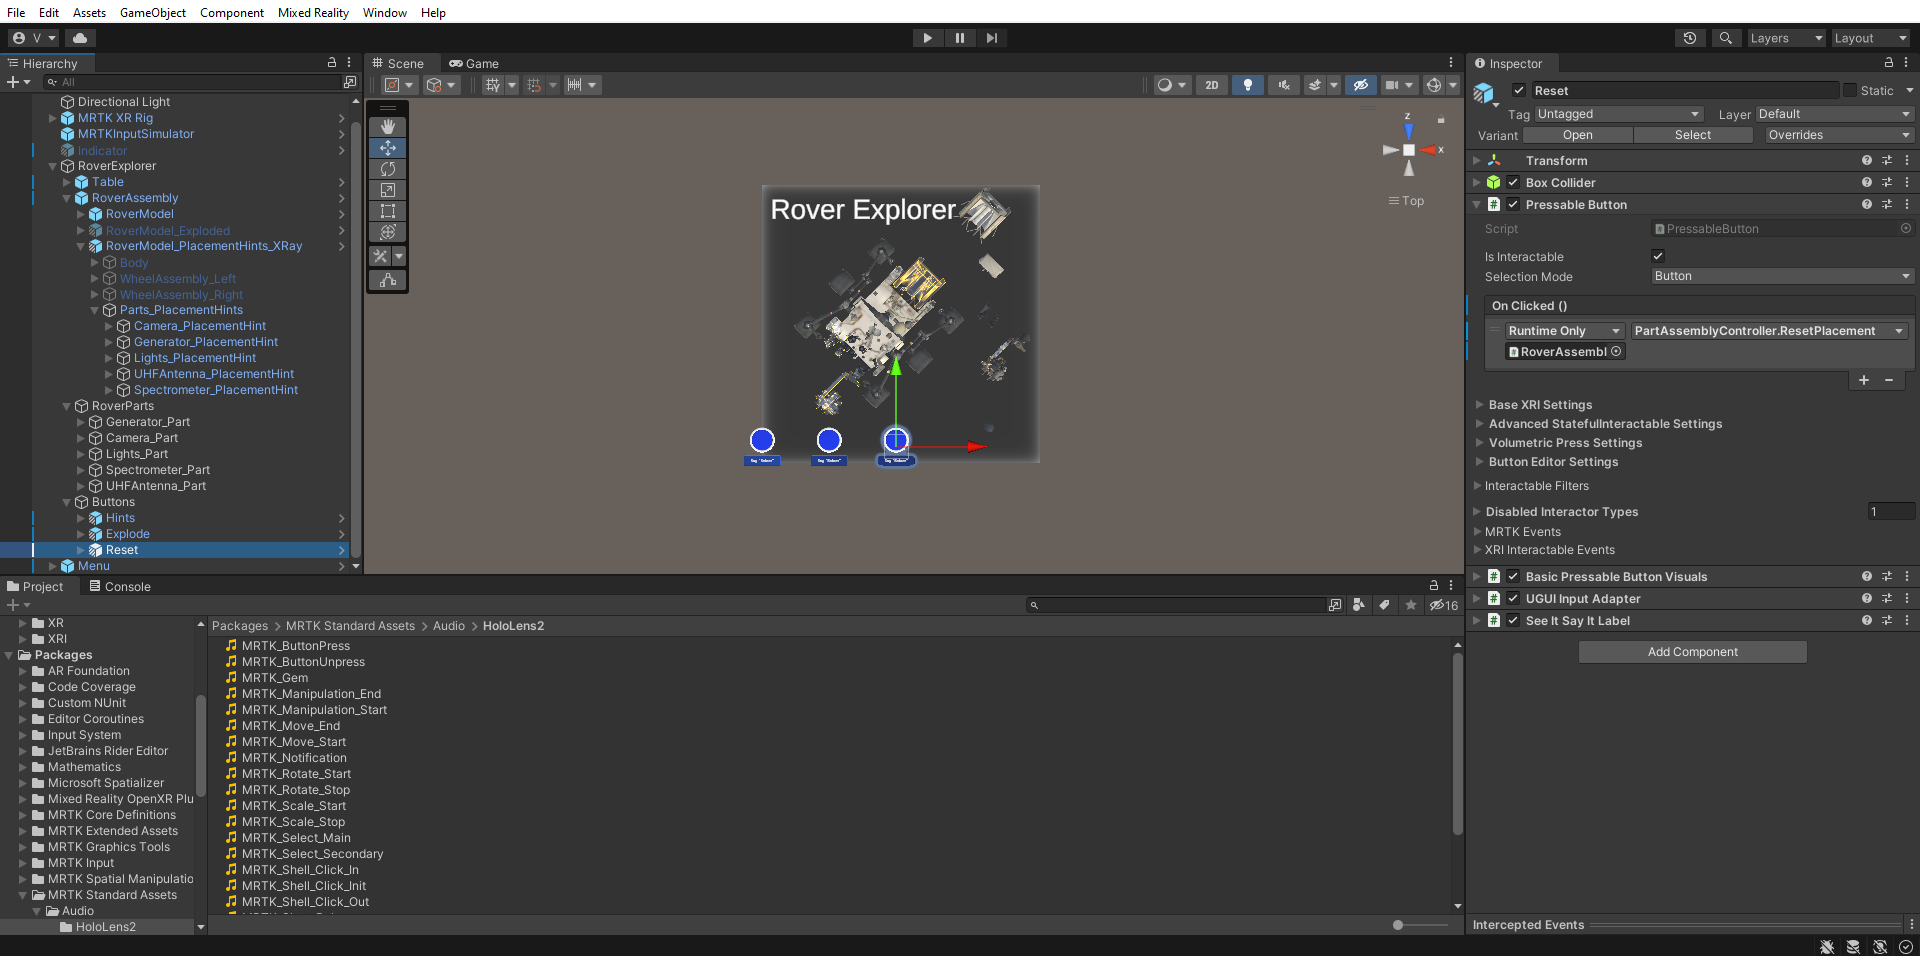 File Edit Assets GameObject Component Mixed Reality Window Help
V
Layers Layout
Hierarchy
All
Directional Light
MRTK XR Rig
MRTKInputSimulator
Indicator
RoverExplorer
Table
RoverAssembly
RoverModel
RoverModel_Exploded
RoverModel_PlacementHints_XRay
Body
WheelAssembly_Left
WheelAssembly_Right
Parts_PlacementHints
Camera_PlacementHint
Generator_PlacementHint
Lights_PlacementHint
UHFAntenna_PlacementHint
Spectrometer_PlacementHint
RoverParts
Generator_Part
Camera_Part
Lights_Part
Spectrometer_Part
UHFAntenna_Part
Buttons
Hints
Explode
Reset
Menu
Scene Game
2D
z
x
Top
Rover Explorer
Inspector
Reset Static
Tag Untagged Layer Default
Variant Open Select Overrides
Transform
Box Collider
Pressable Button
Script PressableButton
Is Interactable
Selection Mode Button
On Clicked ()
Runtime Only PartAssemblyController.ResetPlacement
RoverAssembl
Base XRI Settings
Advanced StatefulInteractable Settings
Volumetric Press Settings
Button Editor Settings
Interactable Filters
Disabled Interactor Types 1
MRTK Events
XRI Interactable Events
Basic Pressable Button Visuals
UGUI Input Adapter
See It Say It Label
Add Component
Intercepted Events
Project Console
16
XR
XRI
Packages
AR Foundation
Code Coverage
Custom NUnit
Editor Coroutines
Input System
JetBrains Rider Editor
Mathematics
Microsoft Spatializer
Mixed Reality OpenXR Plu
MRTK Core Definitions
MRTK Extended Assets
MRTK Graphics Tools
MRTK Input
MRTK Spatial Manipulatio
MRTK Standard Assets
Audio
HoloLens2
Packages > MRTK Standard Assets > Audio > HoloLens2
MRTK_ButtonPress
MRTK_ButtonUnpress
MRTK_Gem
MRTK_Manipulation_End
MRTK_Manipulation_Start
MRTK_Move_End
MRTK_Move_Start
MRTK_Notification
MRTK_Rotate_Start
MRTK_Rotate_Stop
MRTK_Scale_Start
MRTK_Scale_Stop
MRTK_Select_Main
MRTK_Select_Secondary
MRTK_Shell_Click_In
MRTK_Shell_Click_Init
MRTK_Shell_Click_Out